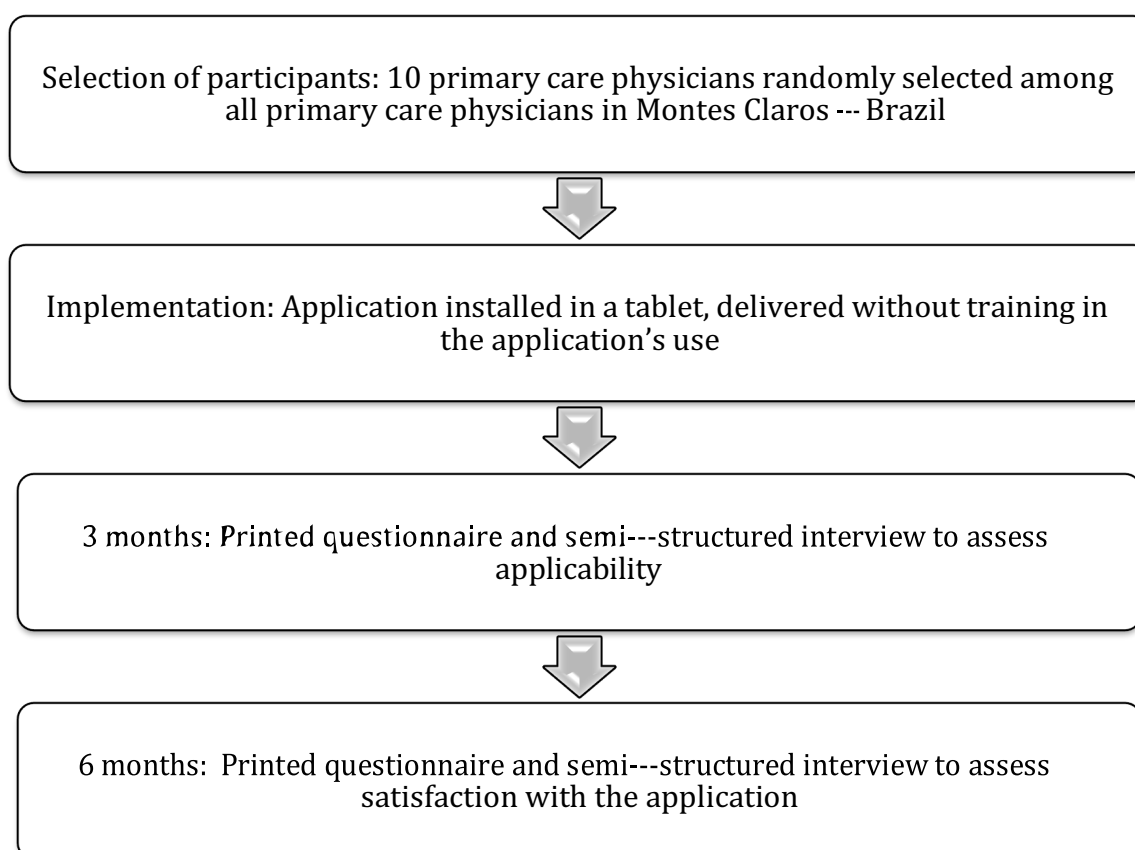 Selection of participants: 10 primary care physicians randomly selected among
all primary care physicians in Montes Claros --- Brazil
Implementation: Application installed in a tablet, delivered without training in
the application’s use
3 months: Printed questionnaire and semi---structured interview to assess
applicability
6 months:  Printed questionnaire and semi---structured interview to assess
satisfaction with the application